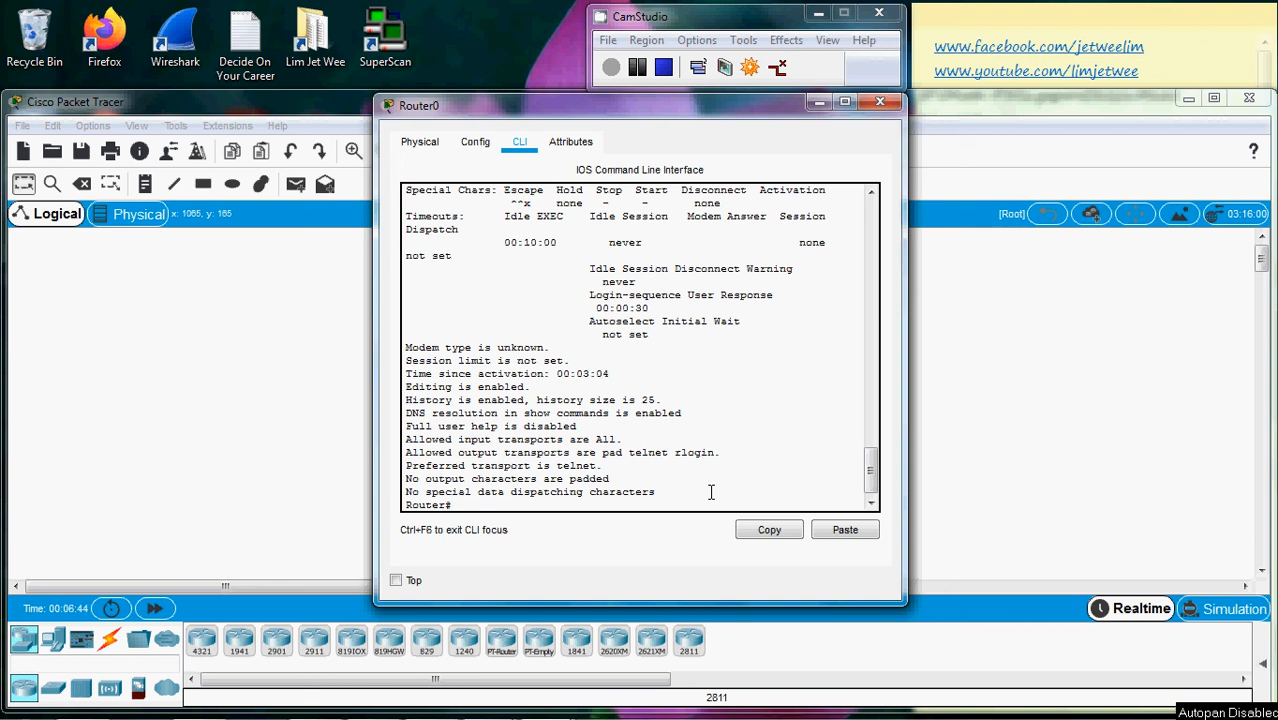 Recycle Bin
Firefox
Wireshark
Decide On
Your Career
Lim Jet Wee
SuperScan
CamStudio
File Region Options Tools Effects View Help
www.facebook.com/jetweelim
www.youtube.com/limjetwee
Cisco Packet Tracer
File Edit Options View Tools Extensions Help
Logical
Physical x: 1065, y: 165
[Root]
03:16:00
Router0
Physical Config CLI Attributes
IOS Command Line Interface
Special Chars: Escape Hold Stop Start Disconnect Activation
^^x none - - none
Timeouts: Idle EXEC Idle Session Modem Answer Session
Dispatch
00:10:00 never none
not set
Idle Session Disconnect Warning
never
Login-sequence User Response
00:00:30
Autoselect Initial Wait
not set
Modem type is unknown.
Session limit is not set.
Time since activation: 00:03:04
Editing is enabled.
History is enabled, history size is 25.
DNS resolution in show commands is enabled
Full user help is disabled
Allowed input transports are All.
Allowed output transports are pad telnet rlogin.
Preferred transport is telnet.
No output characters are padded
No special data dispatching characters
Router#
Ctrl+F6 to exit CLI focus
Copy Paste
Top
Time: 00:06:44
Realtime
Simulation
4321 1941 2901 2911 819IOX 819HGW 829 1240 PT-Router PT-Empty 1841 2620XM 2621XM 2811
2811
Autopan Disabled